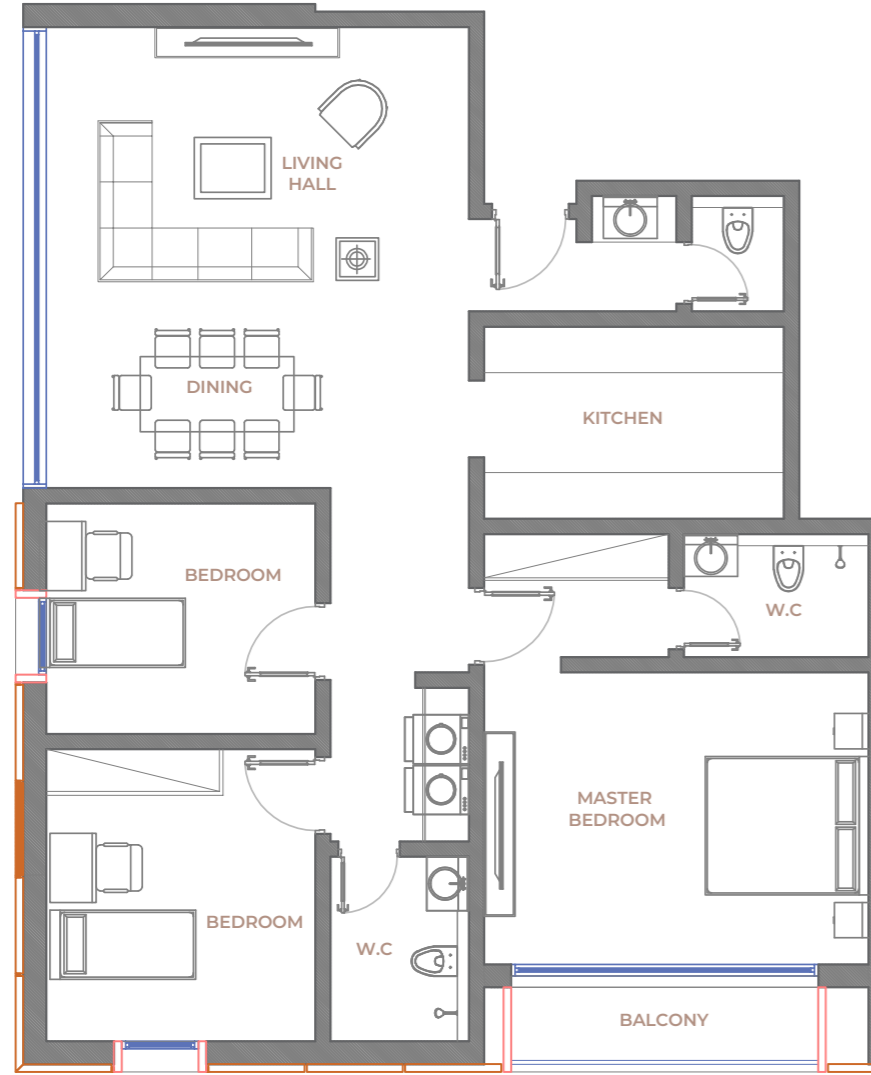 LIVING
HALL
DINING
KITCHEN
BEDROOM
W.C
MASTER
BEDROOM
BEDROOM
W.C
BALCONY